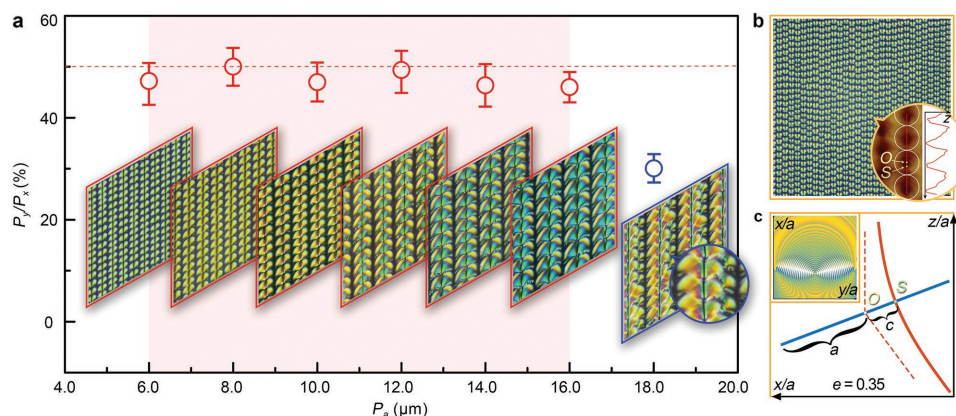 a
60
40
20
0
Py/Px (%)
4.0 6.0 8.0 10.0 12.0 14.0 16.0 18.0 20.0
Pa (μm)
b
z
O
S
c
x/a
y/a
z/a
O
S
c
a
x/a
e = 0.35